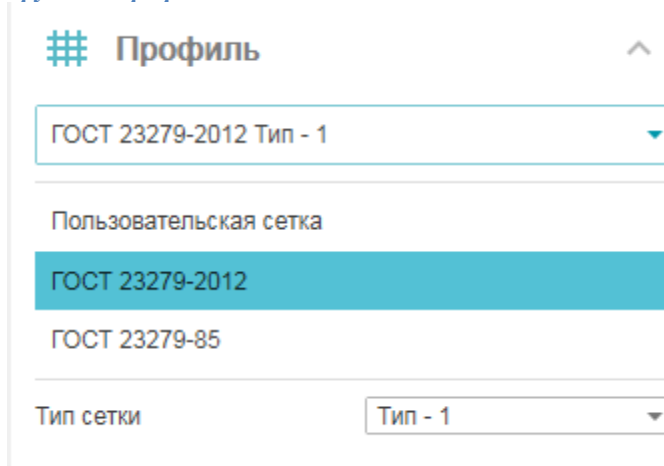 Профиль
ГОСТ 23279-2012 Тип - 1
Пользовательская сетка
ГОСТ 23279-2012
ГОСТ 23279-85
Тип сетки Тип - 1